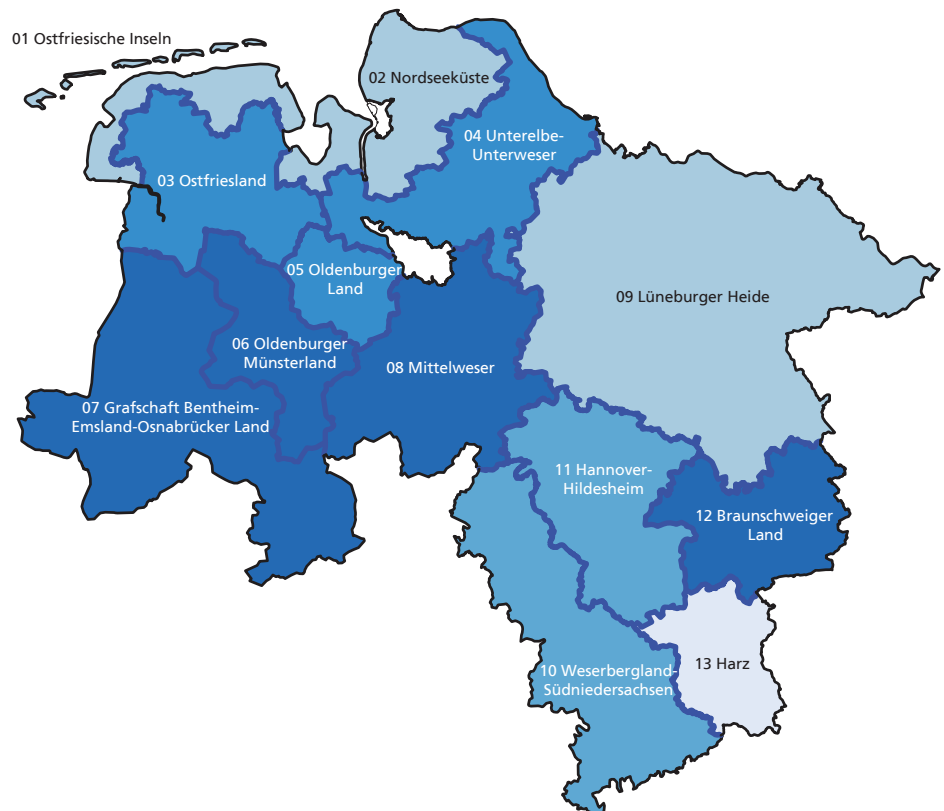 01 Ostfriesische Inseln
02 Nordseeküste
03 Ostfriesland
04 Unterelbe-
Unterweser
05 Oldenburger
Land
06 Oldenburger
Münsterland
07 Grafschaft Bentheim-
Emsland-Osnabrücker Land
08 Mittelweser
09 Lüneburger Heide
10 Weserbergland-
Südniedersachsen
11 Hannover-
Hildesheim
12 Braunschweiger
Land
13 Harz